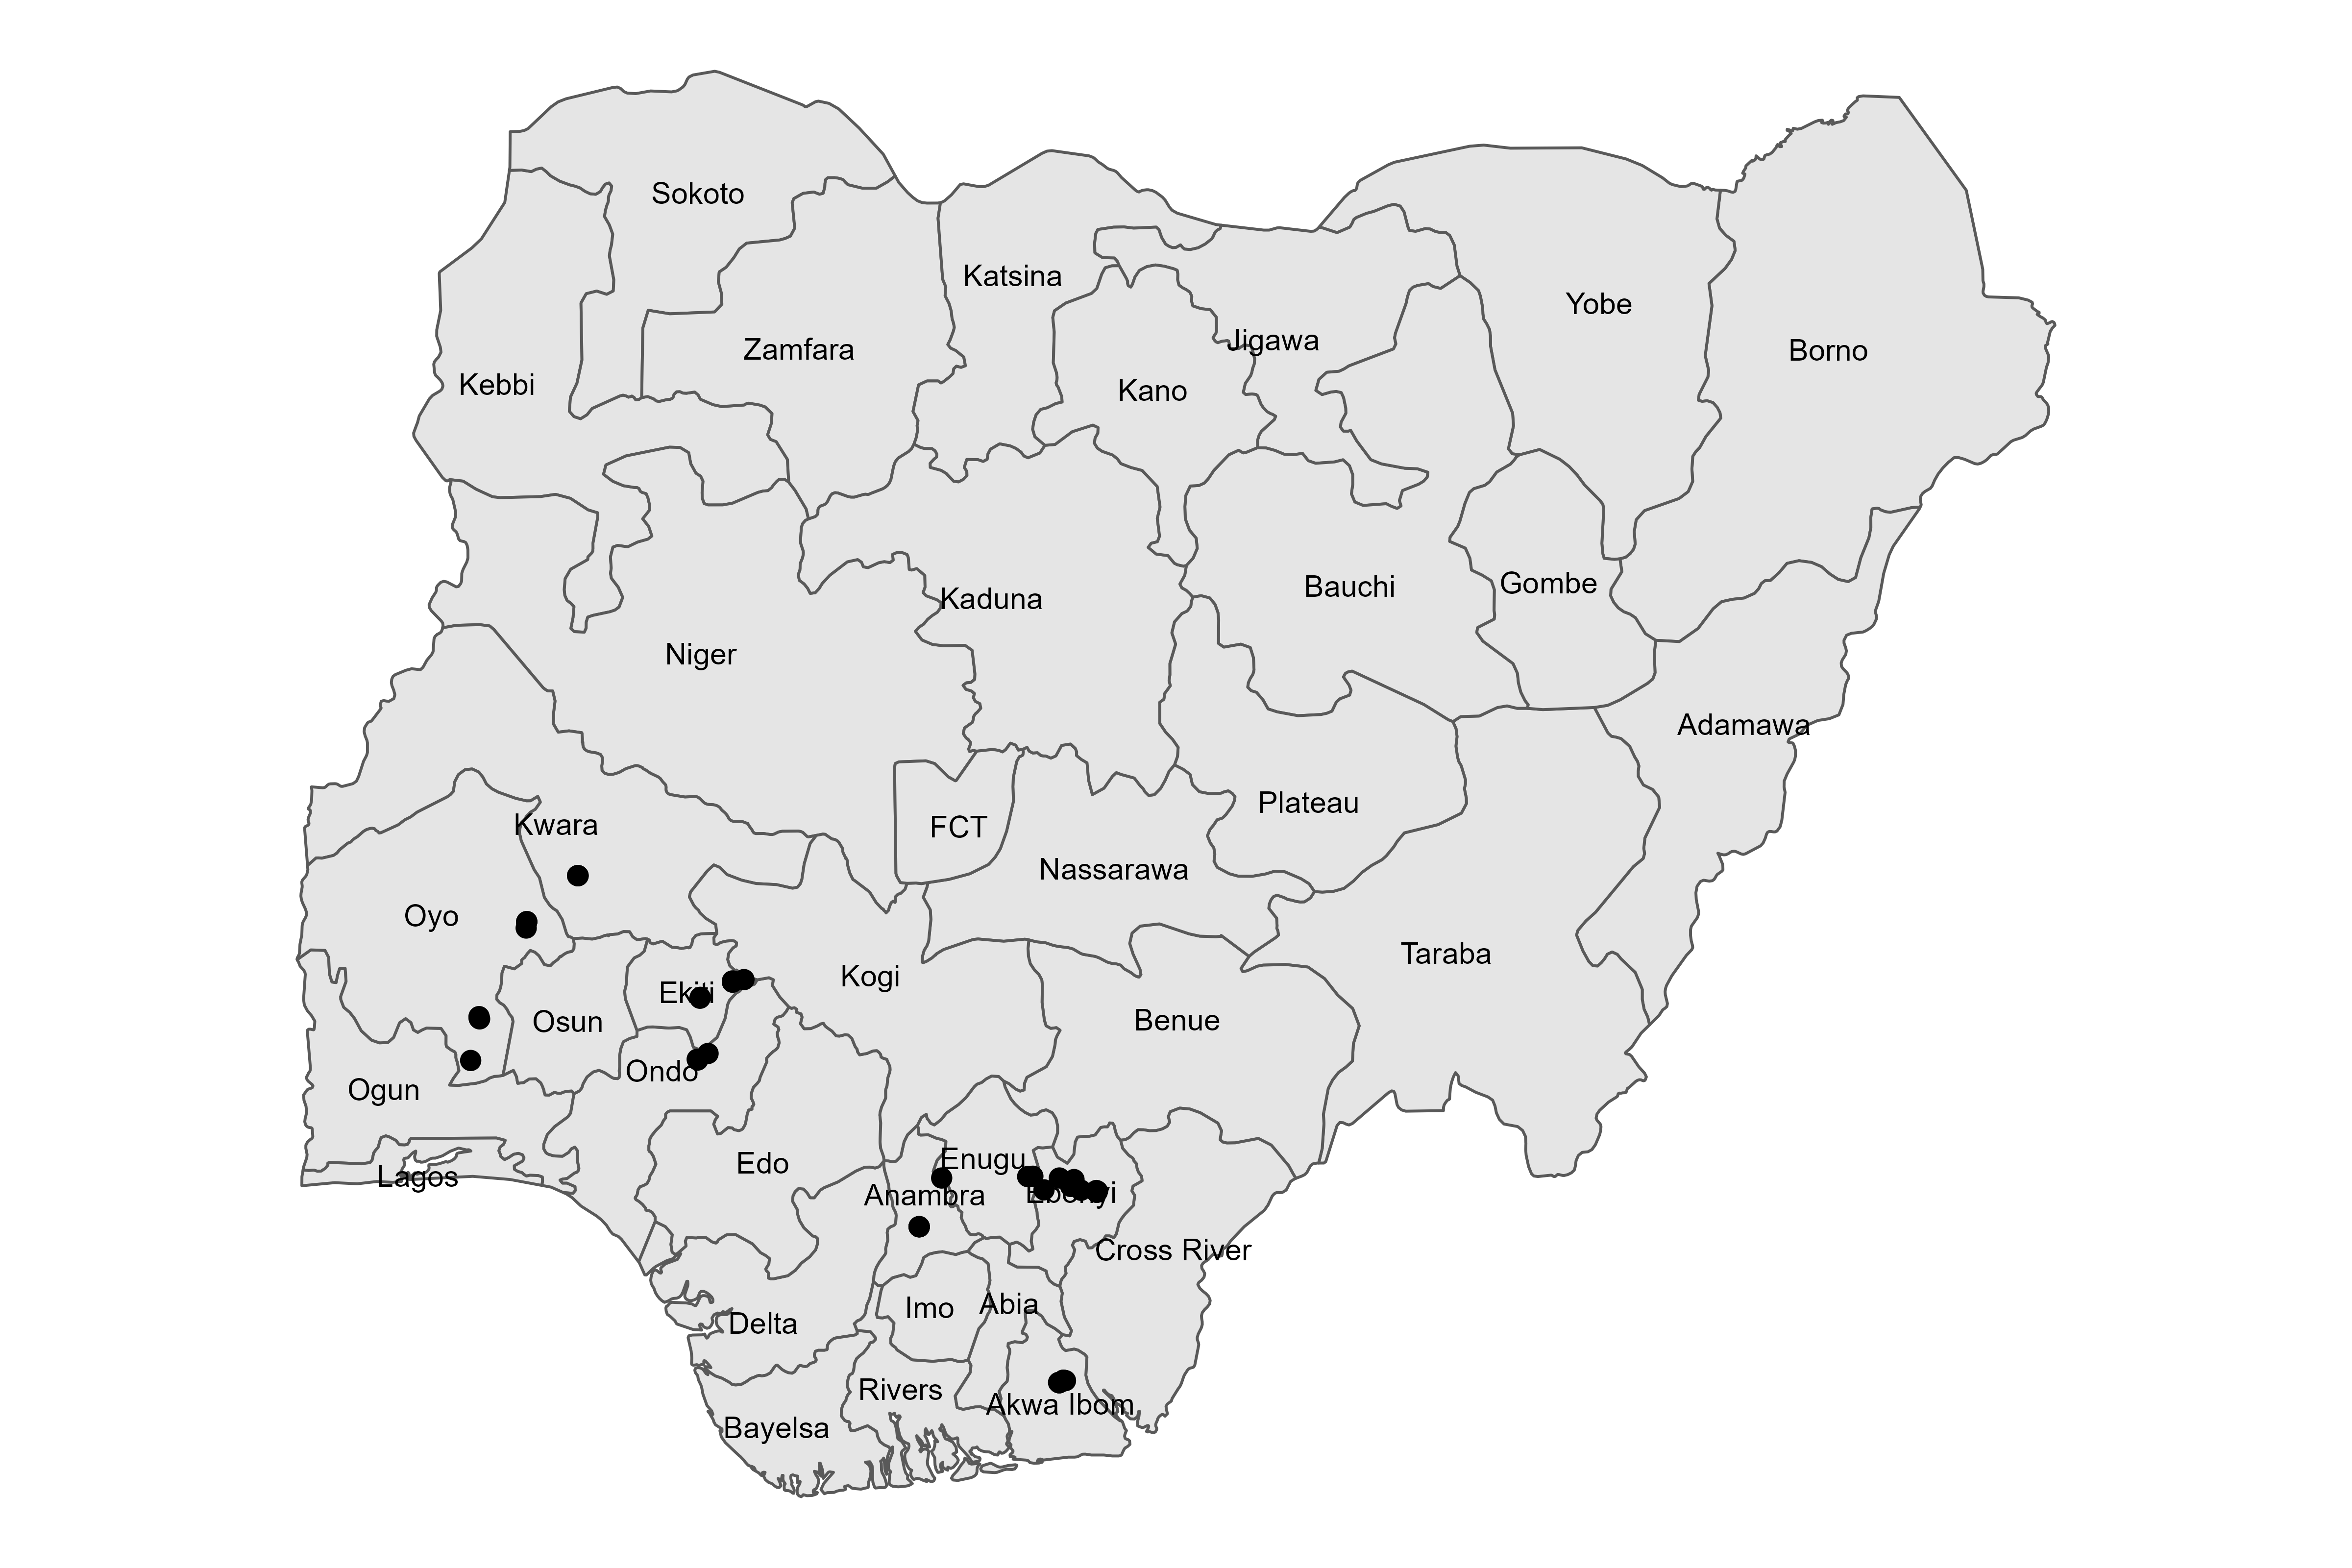 Sokoto
Katsina
Yobe
Jigawa
Zamfara
Borno
Kebbi
Kano
Gombe
Bauchi
Kaduna
Niger
Adamawa
Plateau
Kwara
FCT
Nassarawa
Oyo
Taraba
Kogi
Ekiti
Osun
Benue
Ondo
Ogun
Enugu
Edo
Lagos
Ebonyi
Anambra
Cross River
Abia
Imo
Delta
Rivers
Akwa Ibom
Bayelsa